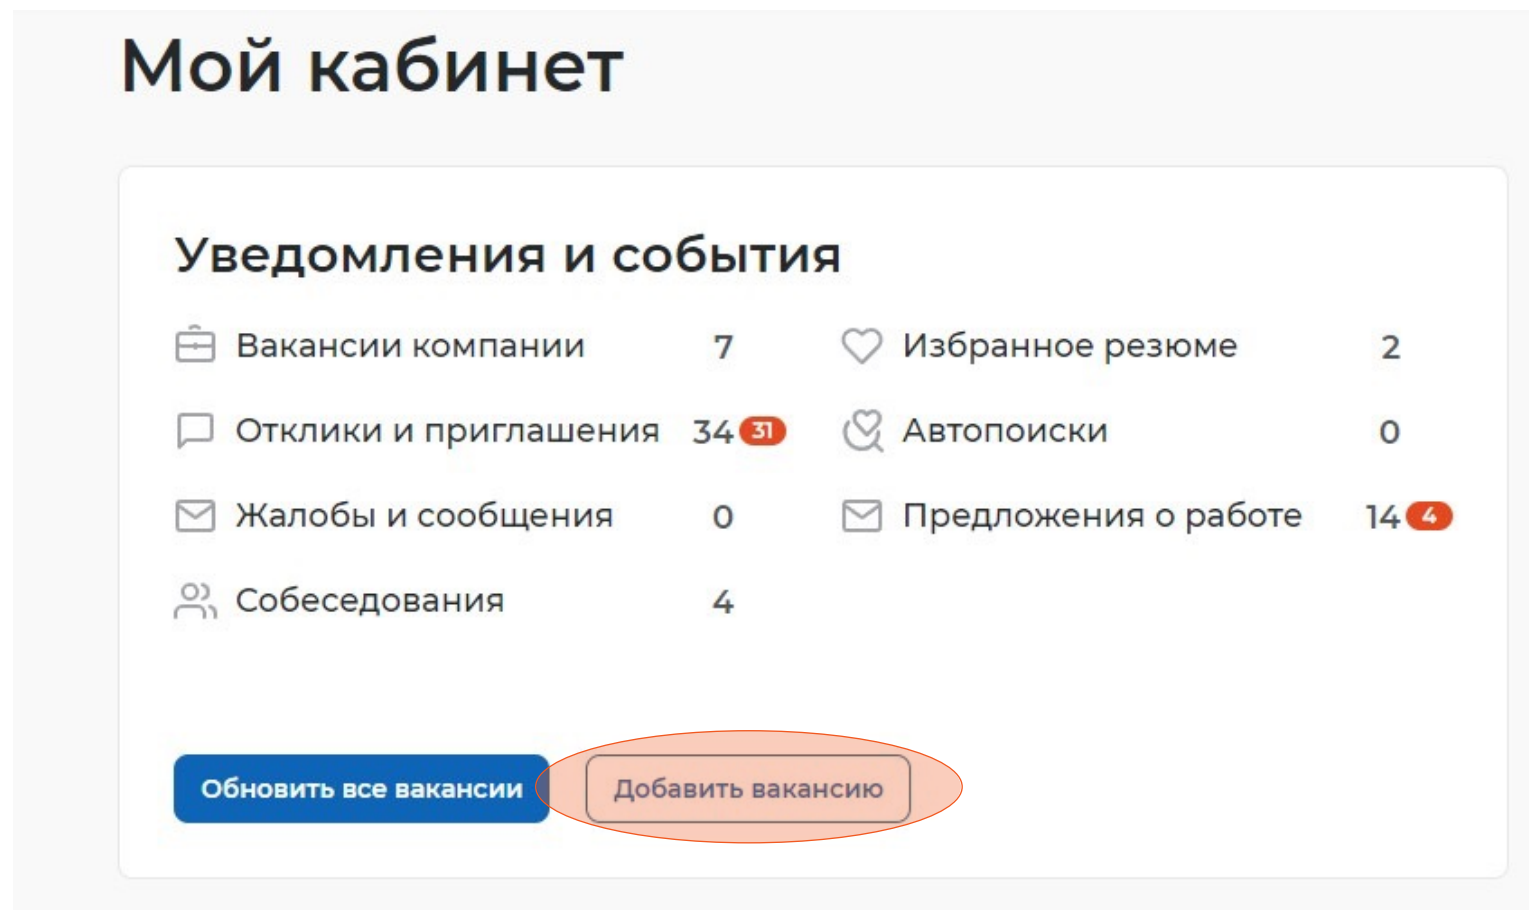 Мой кабинет
Уведомления и события
Вакансии компании 7
Избранное резюме 2
Отклики и приглашения 34 31
Автопоиски 0
Жалобы и сообщения 0
Предложения о работе 14 4
Собеседования 4
Обновить все вакансии
Добавить вакансию